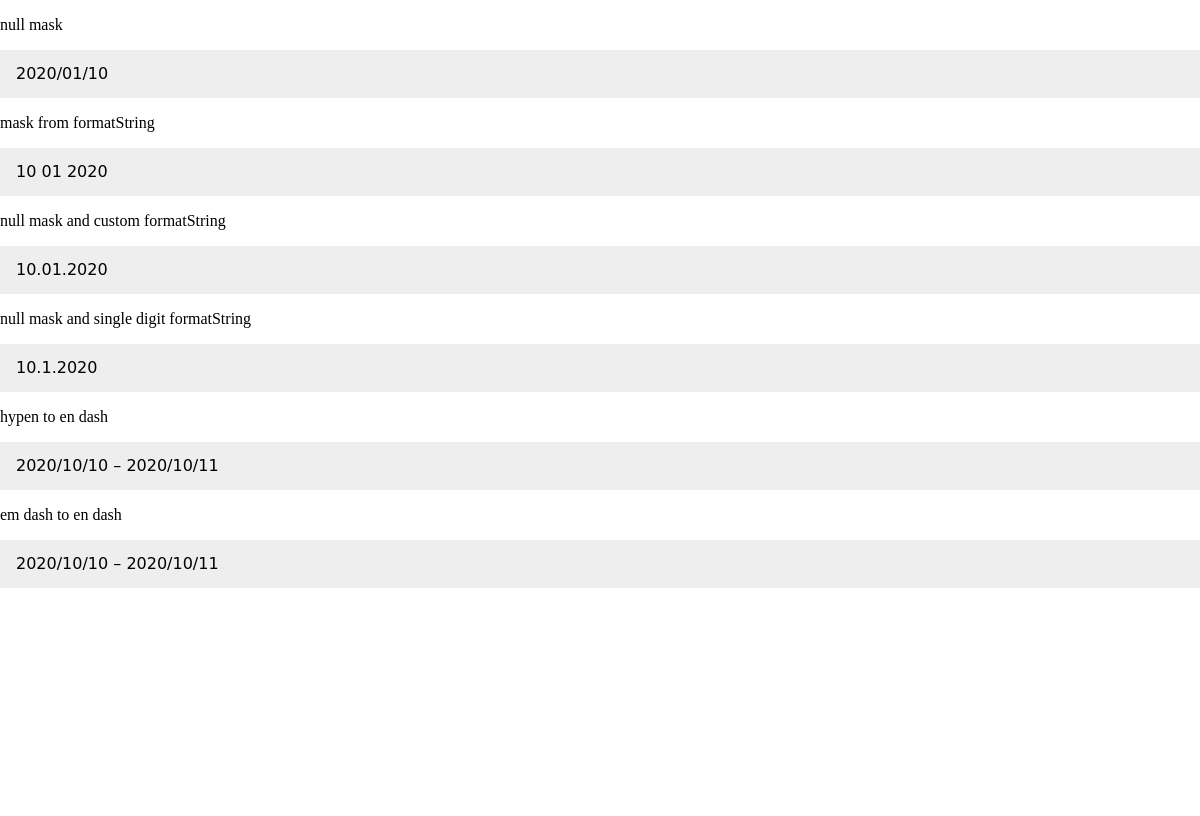 null mask
2020/01/10
mask from formatString
10 01 2020
null mask and custom formatString
10.01.2020
null mask and single digit formatString
10.1.2020
hypen to en dash
2020/10/10 – 2020/10/11
em dash to en dash
2020/10/10 – 2020/10/11